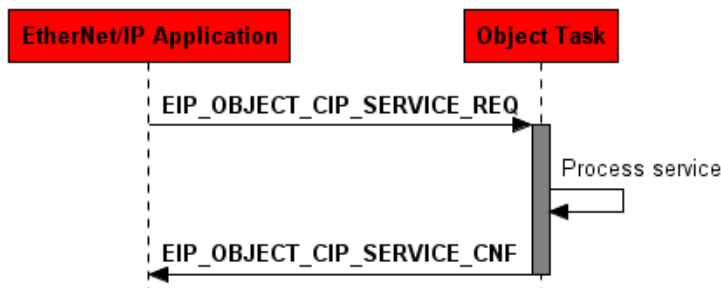 EtherNet/IP Application
Object Task
EIP_OBJECT_CIP_SERVICE_REQ
Process service
EIP_OBJECT_CIP_SERVICE_CNF